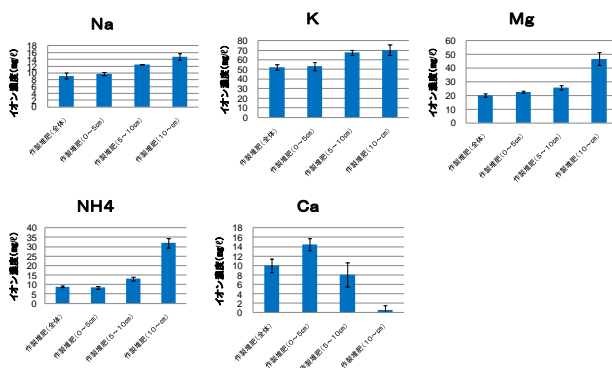 Na
イオン濃度(mg/ℓ)
18
16
14
12
10
8
6
4
2
0
作製堆肥(全体)
作製堆肥(0～5㎝)
作製堆肥(5～10㎝)
作製堆肥(10～㎝)
K
イオン濃度(mg/ℓ)
80
70
60
50
40
30
20
10
0
作製堆肥(全体)
作製堆肥(0～5㎝)
作製堆肥(5～10㎝)
作製堆肥(10～㎝)
Mg
イオン濃度(mg/ℓ)
60
50
40
30
20
10
0
作製堆肥(全体)
作製堆肥(0～5㎝)
作製堆肥(5～10㎝)
作製堆肥(10～㎝)
NH4
イオン濃度(mg/ℓ)
40
35
30
25
20
15
10
5
0
作製堆肥(全体)
作製堆肥(0～5㎝)
作製堆肥(5～10㎝)
作製堆肥(10～㎝)
Ca
イオン濃度(mg/ℓ)
18
16
14
12
10
8
6
4
2
0
作製堆肥(全体)
作製堆肥(0～5㎝)
作製堆肥(5～10㎝)
作製堆肥(10～㎝)